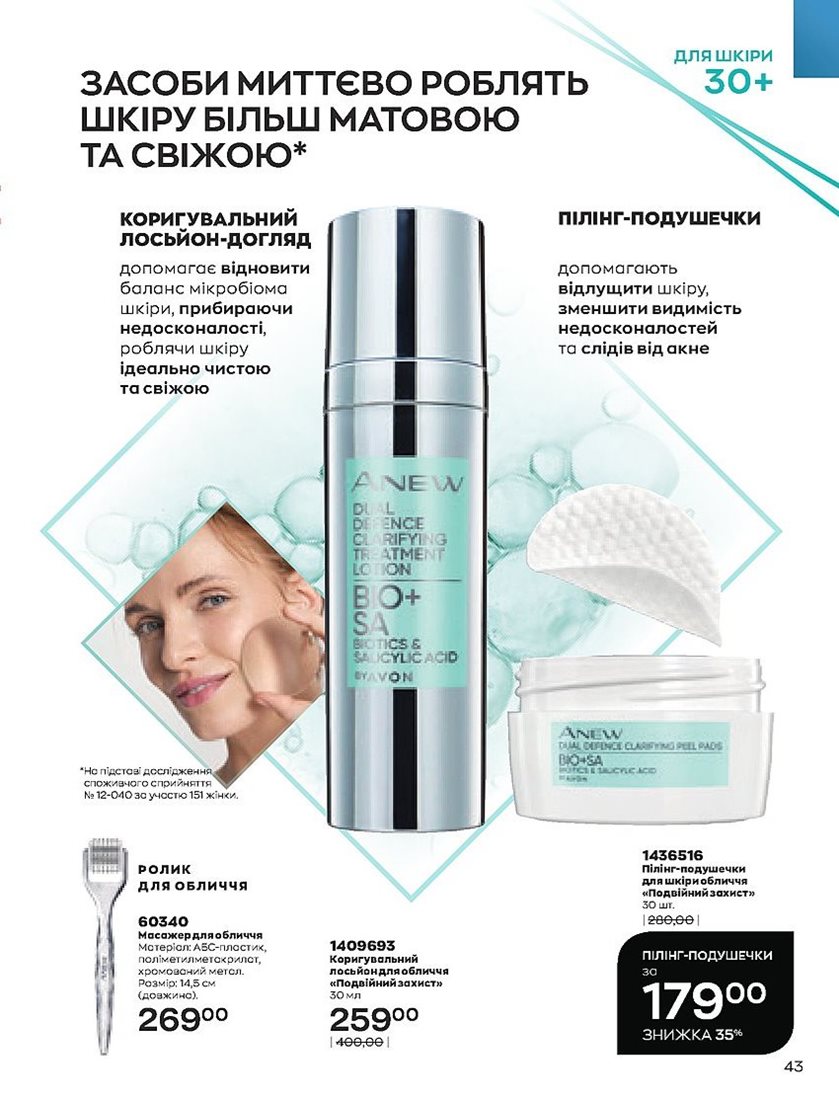 ДЛЯ ШКІРИ
30+
ЗАСОБИ МИТТЄВО РОБЛЯТЬ
ШКІРУ БІЛЬШ МАТОВОЮ
ТА СВІЖОЮ*
КОРИГУВАЛЬНИЙ
ЛОСЬЙОН-ДОГЛЯД
допомагає відновити
баланс мікробіома
шкіри, прибираючи
недосконалості,
роблячи шкіру
ідеально чистою
та свіжою
ПІЛІНГ-ПОДУШЕЧКИ
допомагають
відлущити шкіру,
зменшити видимість
недосконалостей
та слідів від акне
ANEW
DUAL
DEFENCE
CLARIFYING
TREATMENT
LOTION
BIO+
SA
BIOTICS &
SALICYLIC ACID
BY AVON
ANEW
DUAL DEFENCE CLARIFYING PEEL PADS
BIO+SA
BIOTICS & SALICYLIC ACID
BY AVON
*На підставі дослідження
споживчого сприйняття
№ 12-040 за участю 151 жінки.
РОЛИК
ДЛЯ ОБЛИЧЧЯ
60340
Масажер для обличчя
Матеріал: АБС-пластик,
поліметилметакрилат,
хромований метал.
Розмір: 14,5 см
(довжина).
269⁰⁰
1409693
Коригувальний
лосьйон для обличчя
«Подвійний захист»
30 мл
259⁰⁰
| 400,00 |
1436516
Пілінг-подушечки
для шкіри обличчя
«Подвійний захист»
30 шт.
| 280,00 |
ПІЛІНГ-ПОДУШЕЧКИ
за
179⁰⁰
ЗНИЖКА 35%
43